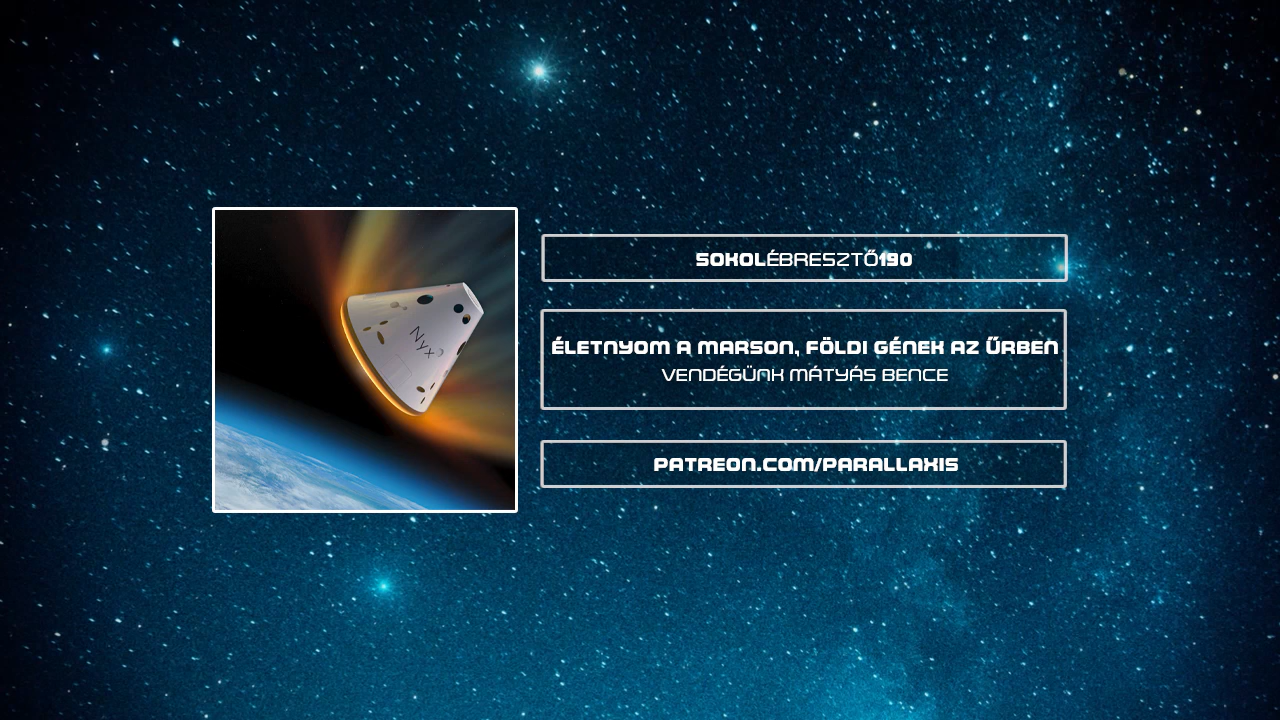 Nyx
SOKOLÉBRESZTŐ190
ÉLETNYOM A MARSON, FÖLDI GÉNEK AZ ŰRBEN
VENDÉGÜNK MÁTYÁS BENCE
PATREON.COM/PARALLAXIS